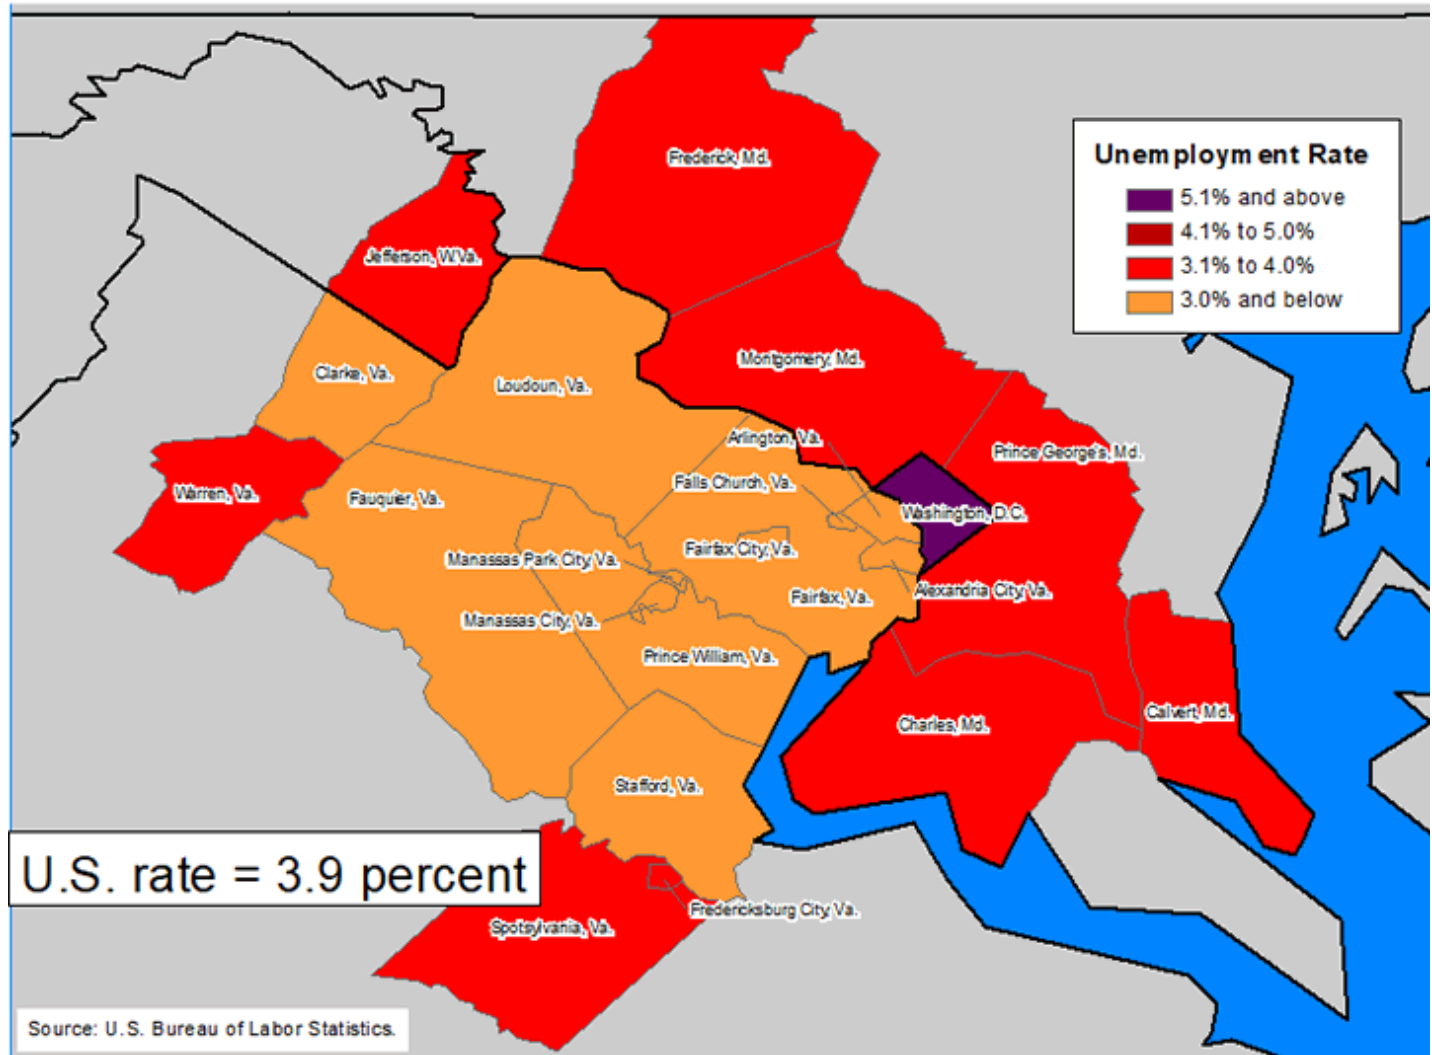 Frederick, Md.
Unemployment Rate
5.1% and above
4.1% to 5.0%
3.1% to 4.0%
3.0% and below
Jefferson, W.Va.
Montgomery, Md.
Clarke, Va.
Loudoun, Va.
Arlington, Va.
Prince George's, Md.
Falls Church, Va.
Warren, Va.
Fauquier, Va.
Washington, D.C.
Fairfax City, Va.
Manassas Park City, Va.
Alexandria City, Va.
Fairfax, Va.
Manassas City, Va.
Prince William, Va.
Calvert, Md.
Charles, Md.
Stafford, Va.
U.S. rate = 3.9 percent
Fredericksburg City, Va.
Spotsylvania, Va.
Source: U.S. Bureau of Labor Statistics.